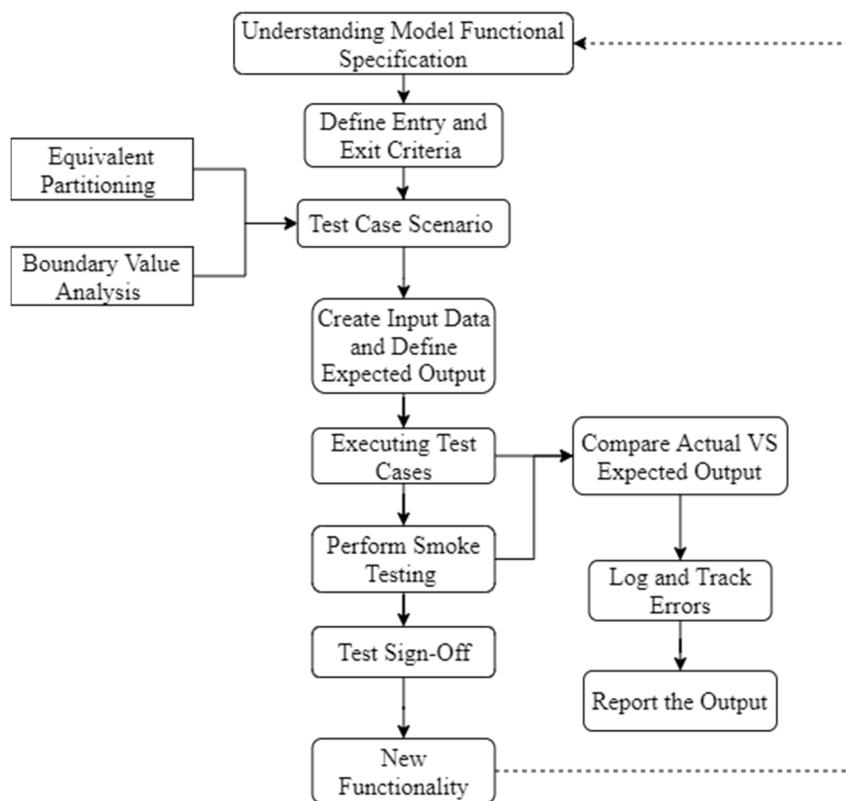 Understanding Model Functional
Specification
Define Entry and
Exit Criteria
Equivalent
Partitioning
Test Case Scenario
Boundary Value
Analysis
Create Input Data
and Define
Expected Output
Executing Test
Cases
Compare Actual VS
Expected Output
Perform Smoke
Testing
Log and Track
Errors
Test Sign-Off
Report the Output
New
Functionality